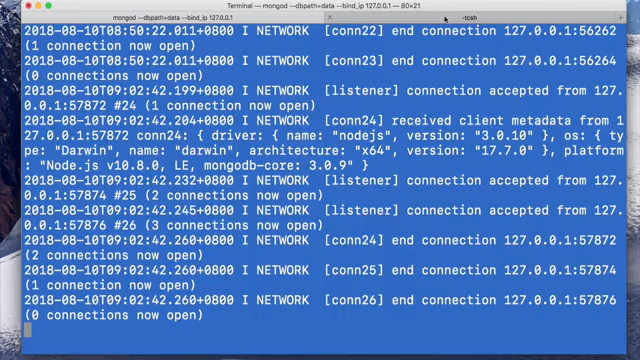 Terminal — mongod --dbpath=data --bind_ip 127.0.0.1 — 80×21
mongod --dbpath=data --bind_ip 127.0.0.1
-tcsh
2018-08-10T08:50:22.011+0800 I NETWORK [conn22] end connection 127.0.0.1:56262
(1 connection now open)
2018-08-10T08:50:22.011+0800 I NETWORK [conn23] end connection 127.0.0.1:56264
(0 connections now open)
2018-08-10T09:02:42.199+0800 I NETWORK [listener] connection accepted from 127.
0.0.1:57872 #24 (1 connection now open)
2018-08-10T09:02:42.204+0800 I NETWORK [conn24] received client metadata from 1
27.0.0.1:57872 conn24: { driver: { name: "nodejs", version: "3.0.10" }, os: { ty
pe: "Darwin", name: "darwin", architecture: "x64", version: "17.7.0" }, platform
: "Node.js v10.8.0, LE, mongodb-core: 3.0.9" }
2018-08-10T09:02:42.232+0800 I NETWORK [listener] connection accepted from 127.
0.0.1:57874 #25 (2 connections now open)
2018-08-10T09:02:42.245+0800 I NETWORK [listener] connection accepted from 127.
0.0.1:57876 #26 (3 connections now open)
2018-08-10T09:02:42.260+0800 I NETWORK [conn24] end connection 127.0.0.1:57872
(2 connections now open)
2018-08-10T09:02:42.260+0800 I NETWORK [conn25] end connection 127.0.0.1:57874
(1 connection now open)
2018-08-10T09:02:42.260+0800 I NETWORK [conn26] end connection 127.0.0.1:57876
(0 connections now open)